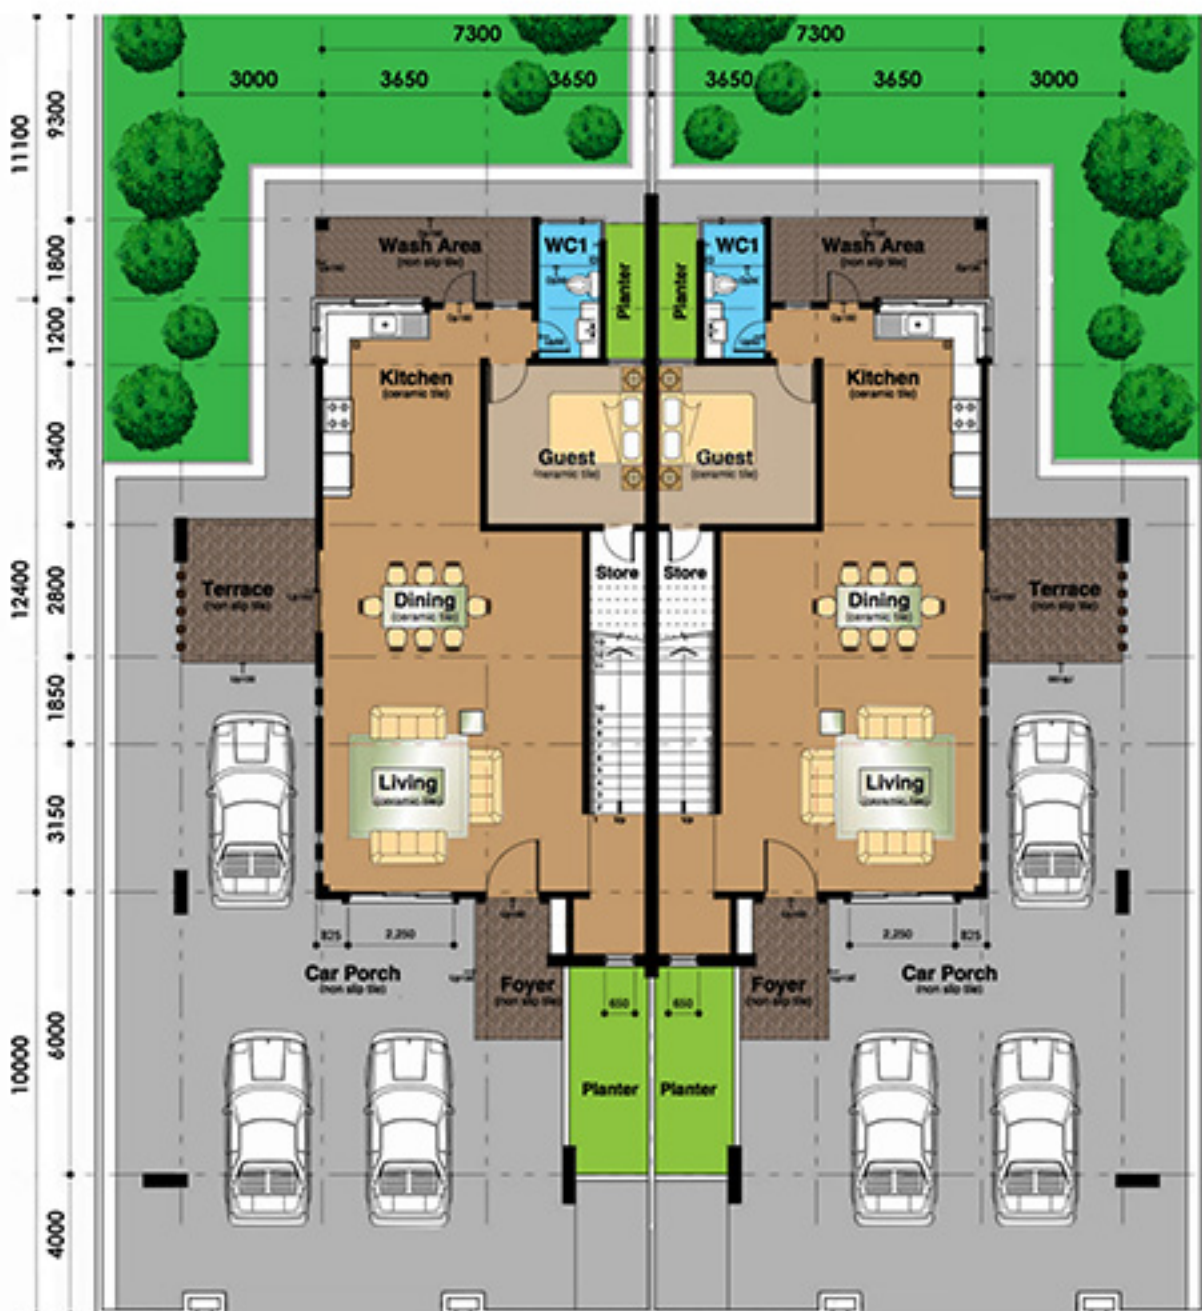 7300 7300
3000 3650 3650 3650 3650 3000
11100
9300
1800
1200
3400
12400
2800
1850
3150
10000
6000
4000
Wash Area
(non slip tile)
WC1
Planter
Planter
WC1
Wash Area
(non slip tile)
Kitchen
(ceramic tile)
Kitchen
(ceramic tile)
Guest
(ceramic tile)
Guest
(ceramic tile)
Terrace
(non slip tile)
Store Store
Terrace
(non slip tile)
Dining
(ceramic tile)
Dining
(ceramic tile)
Living
(ceramic tile)
Living
(ceramic tile)
825 2,250
2,250 825
Car Porch
(non slip tile)
Foyer
(non slip tile)
650 650
Foyer
(non slip tile)
Car Porch
(non slip tile)
Planter Planter